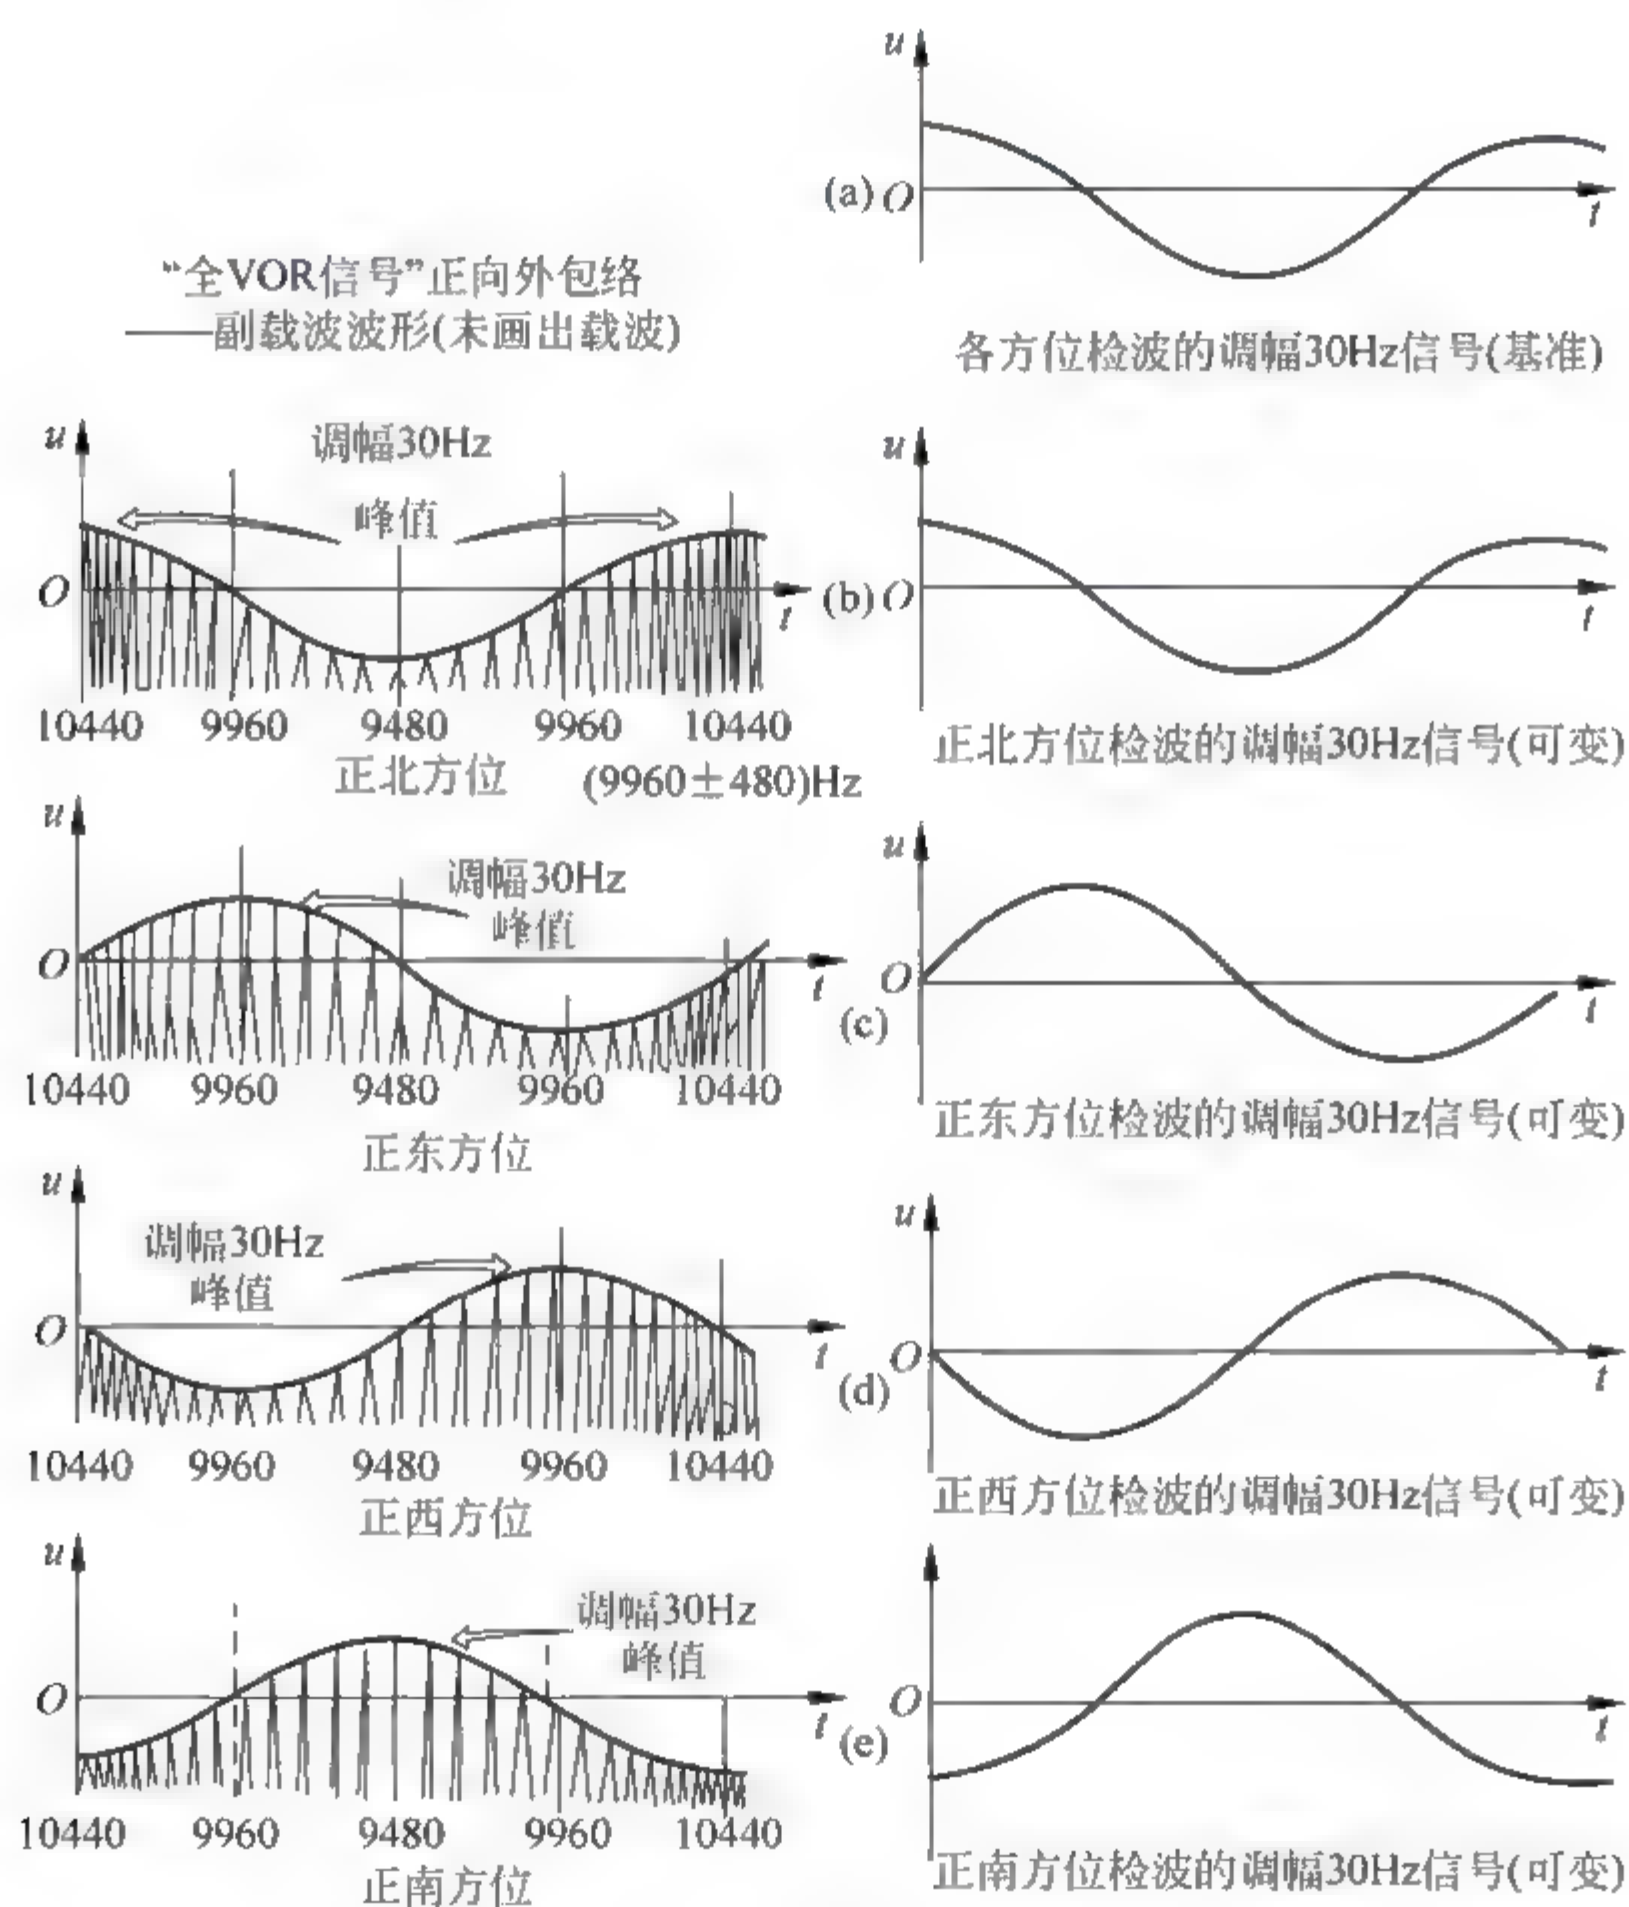 u
(a) O
t
各方位检波的调幅30Hz信号(基准)
“全VOR信号”正向外包络
——副载波波形(未画出载波)
u
调幅30Hz
峰值
O
t
10440 9960 9480 9960 10440
正北方位 (9960±480)Hz
u
(b) O
t
正北方位检波的调幅30Hz信号(可变)
u
调幅30Hz
峰值
O
t
10440 9960 9480 9960 10440
正东方位
u
O
t
(c)
正东方位检波的调幅30Hz信号(可变)
u
调幅30Hz
峰值
O
t
10440 9960 9480 9960 10440
正西方位
u
O
t
(d)
正西方位检波的调幅30Hz信号(可变)
u
调幅30Hz
峰值
O
t
10440 9960 9480 9960 10440
正南方位
O
t
(e)
正南方位检波的调幅30Hz信号(可变)